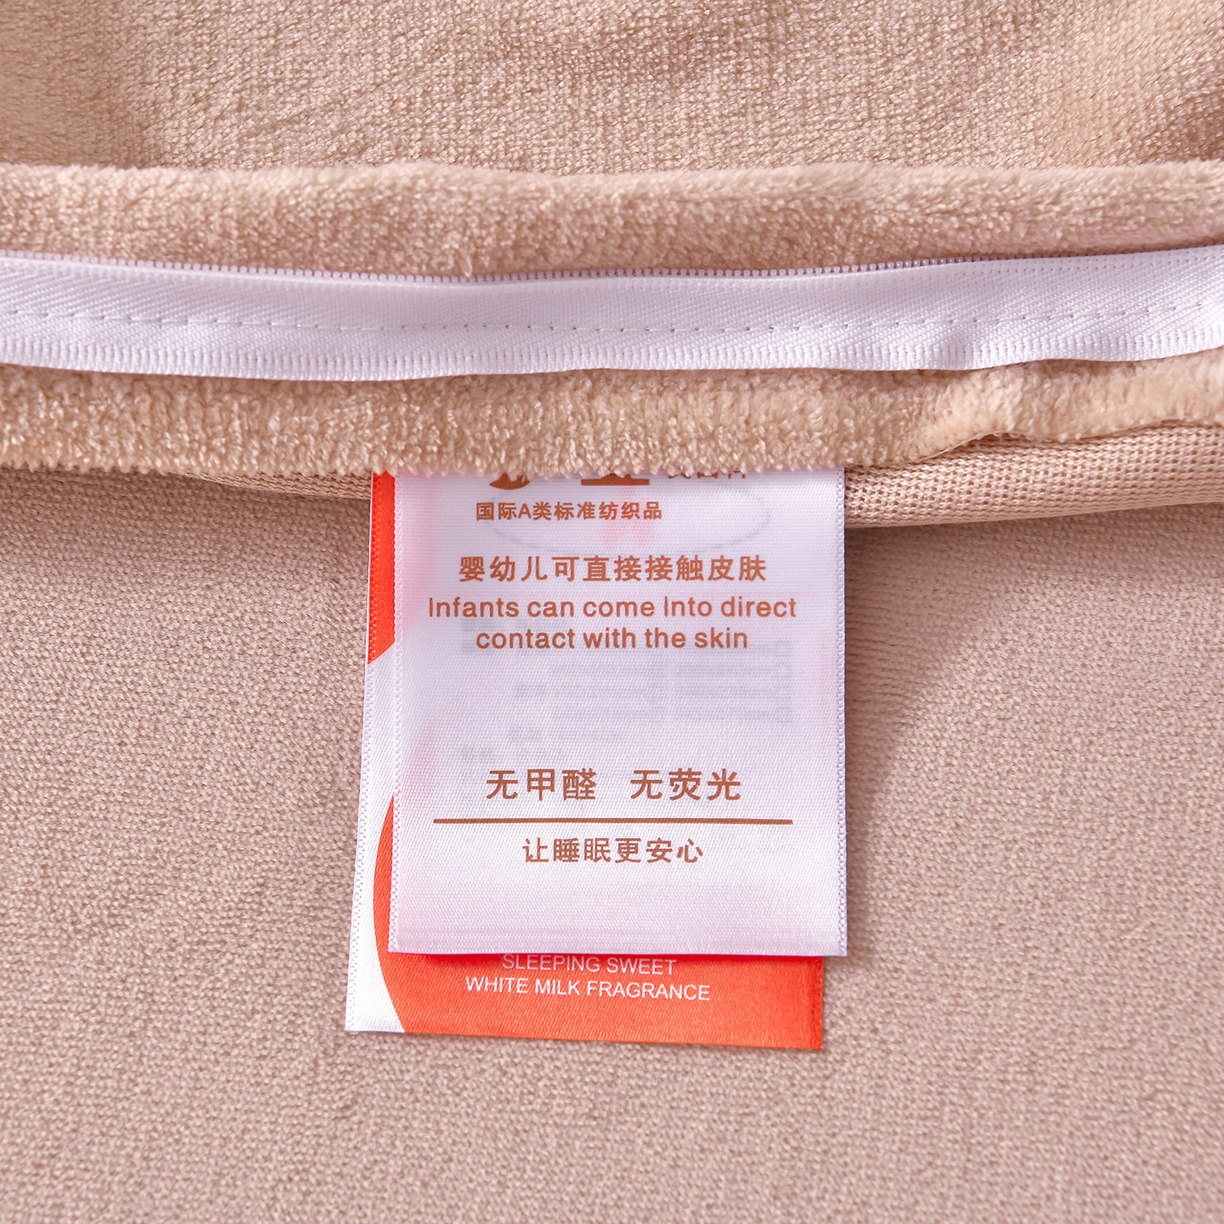 国际A类标准纺织品
婴幼儿可直接接触皮肤
Infants can come Into direct
contact with the skin
无甲醛 无荧光
让睡眠更安心
SLEEPING SWEET
WHITE MILK FRAGRANCE